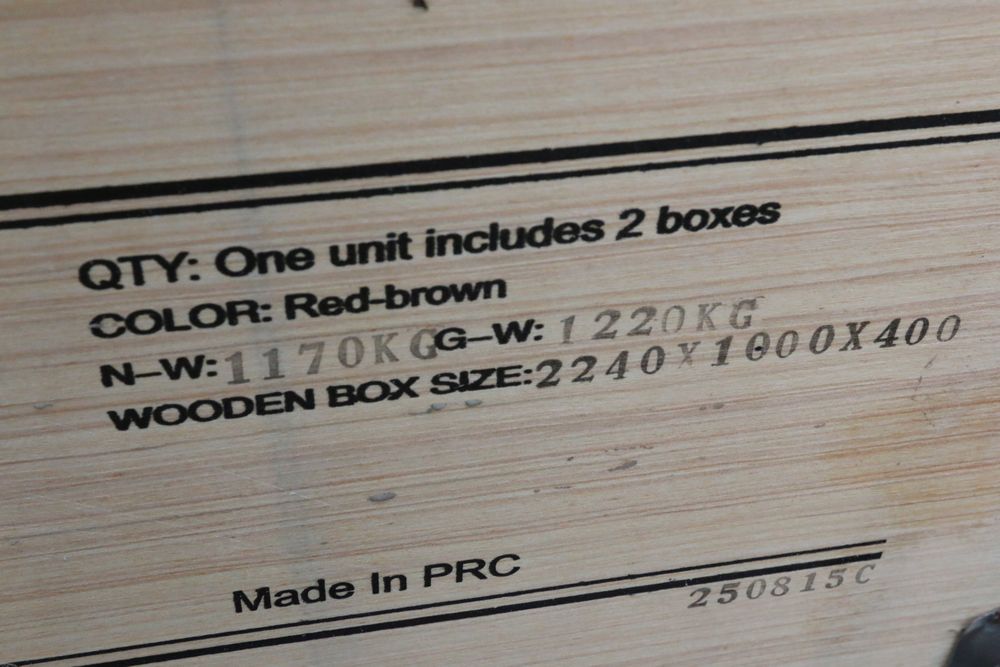 QTY: One unit includes 2 boxes
COLOR: Red-brown
N-W:1170KG G-W: 1220KG
WOODEN BOX SIZE:2240X1000X400
Made In PRC
250815C